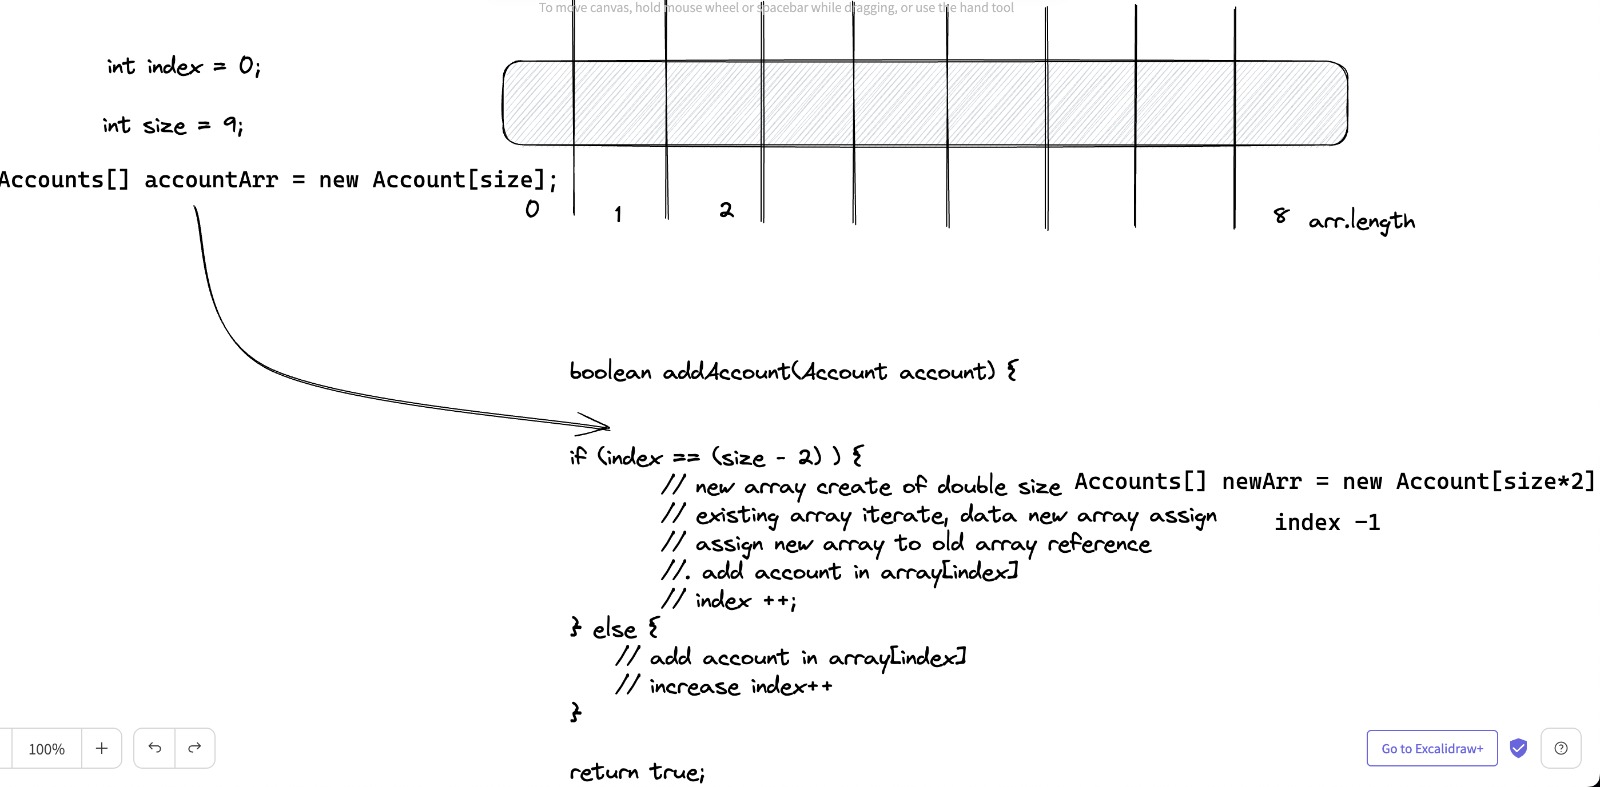 To move canvas, hold mouse wheel or spacebar while dragging, or use the hand tool
int index = 0;
int size = 9;
Accounts[] accountArr = new Account[size];
0 1 2 8 arr.length
boolean addAccount(Account account) {
if (index == (size - 2) ) {
// new array create of double size Accounts[] newArr = new Account[size*2]
// existing array iterate, data new array assign index -1
// assign new array to old array reference
//. add account in array[index]
// index ++;
} else {
// add account in array[index]
// increase index++
}
return true;
100%
Go to Excalidraw+